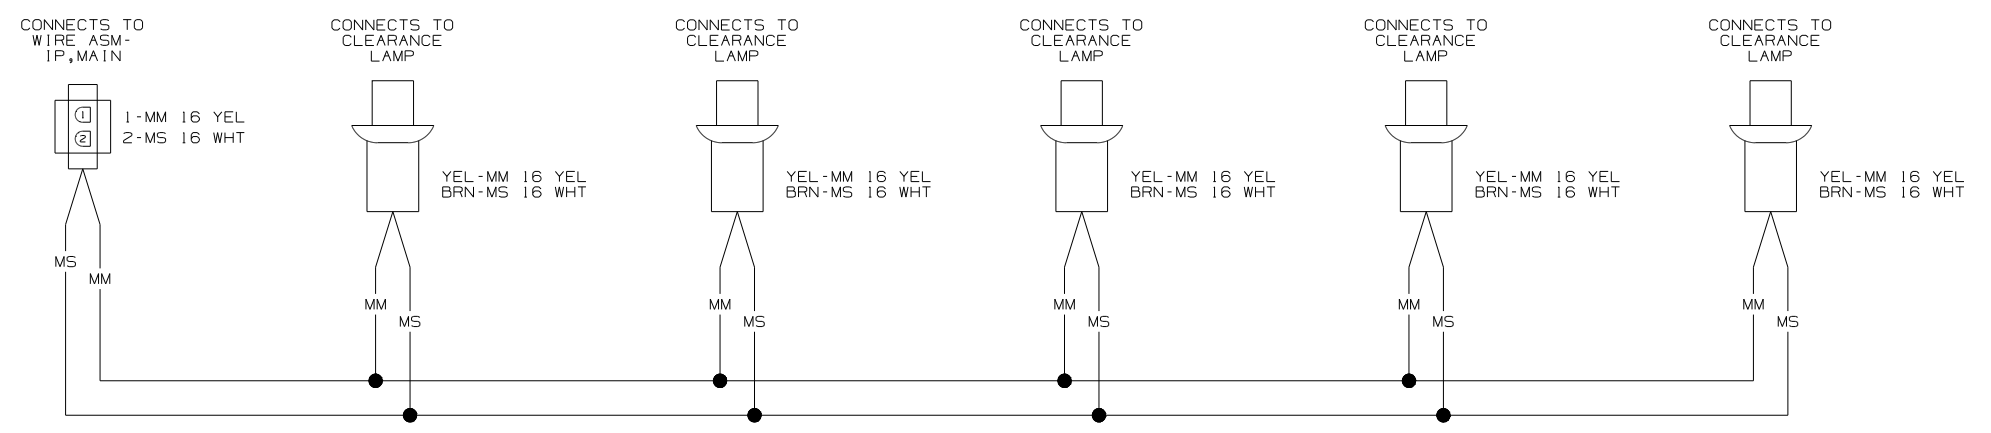 CONNECTS TO
WIRE ASM-
IP,MAIN
1
2
1-MM 16 YEL
2-MS 16 WHT
MS
MM
CONNECTS TO
CLEARANCE
LAMP
YEL-MM 16 YEL
BRN-MS 16 WHT
MM
MS
CONNECTS TO
CLEARANCE
LAMP
YEL-MM 16 YEL
BRN-MS 16 WHT
MM
MS
CONNECTS TO
CLEARANCE
LAMP
YEL-MM 16 YEL
BRN-MS 16 WHT
MM
MS
CONNECTS TO
CLEARANCE
LAMP
YEL-MM 16 YEL
BRN-MS 16 WHT
MM
MS
CONNECTS TO
CLEARANCE
LAMP
YEL-MM 16 YEL
BRN-MS 16 WHT
MM
MS